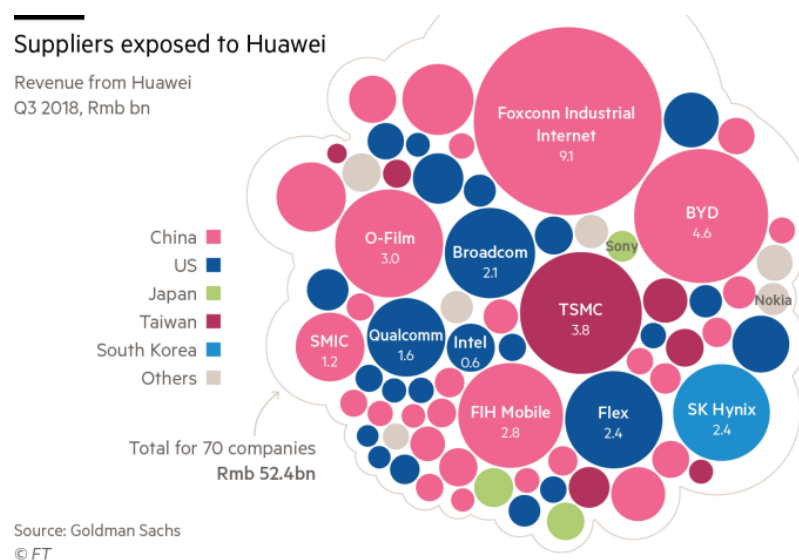 Suppliers exposed to Huawei
Revenue from Huawei
Q3 2018, Rmb bn
Foxconn Industrial
Internet
9.1
BYD
4.6
O-Film
3.0
Broadcom
2.1
Sony
China
US
Japan
Taiwan
South Korea
Others
TSMC
3.8
Nokia
SMIC
1.2
Qualcomm
1.6
Intel
0.6
FIH Mobile
2.8
Flex
2.4
SK Hynix
2.4
Total for 70 companies
Rmb 52.4bn
Source: Goldman Sachs
© FT